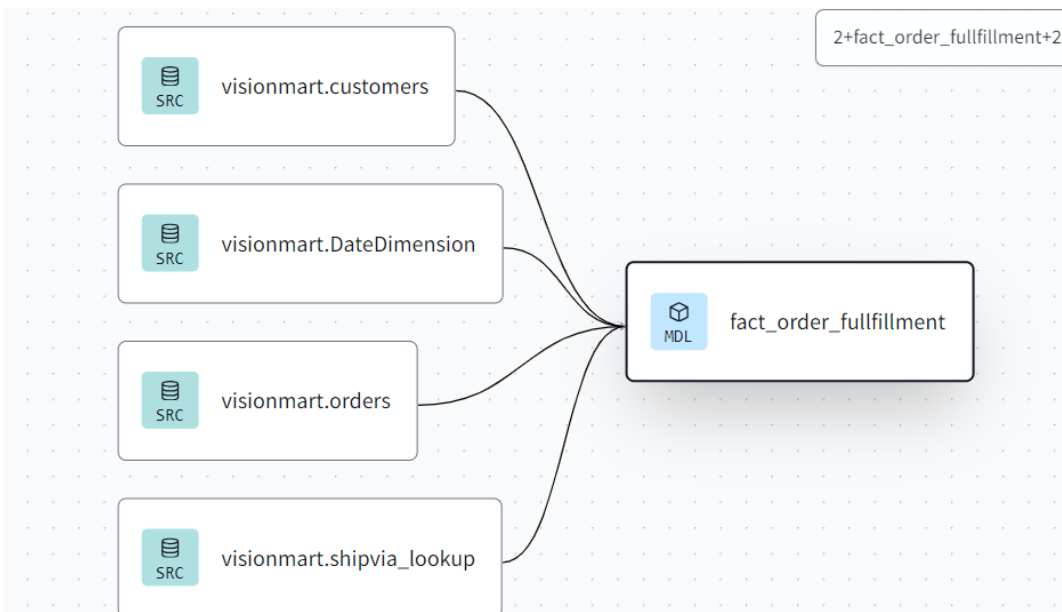 2+fact_order_fullfillment+2
SRC
visionmart.customers
SRC
visionmart.DateDimension
MDL
fact_order_fullfillment
SRC
visionmart.orders
SRC
visionmart.shipvia_lookup